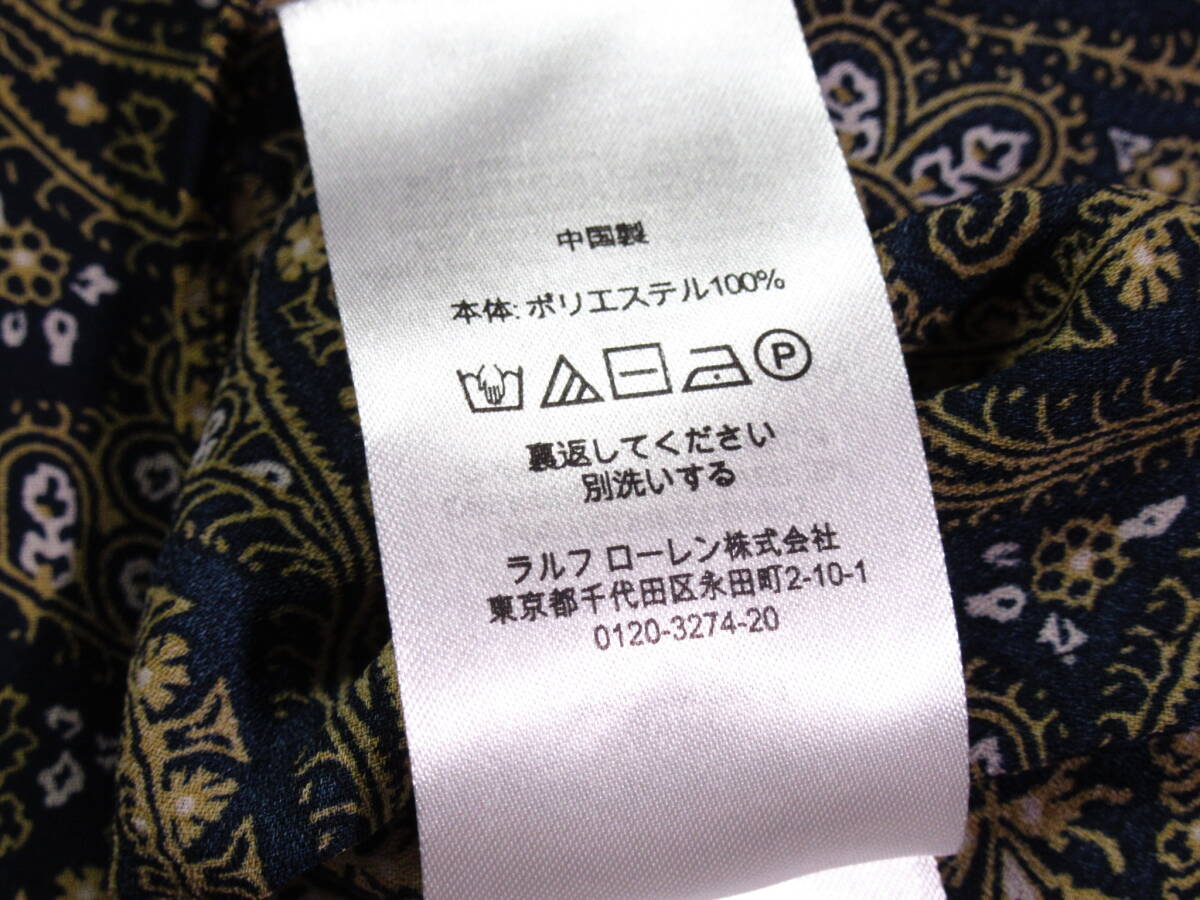 中国製
本体: ポリエステル100%
P
裏返してください
別洗いする
ラルフ ローレン株式会社
東京都千代田区永田町2-10-1
0120-3274-20